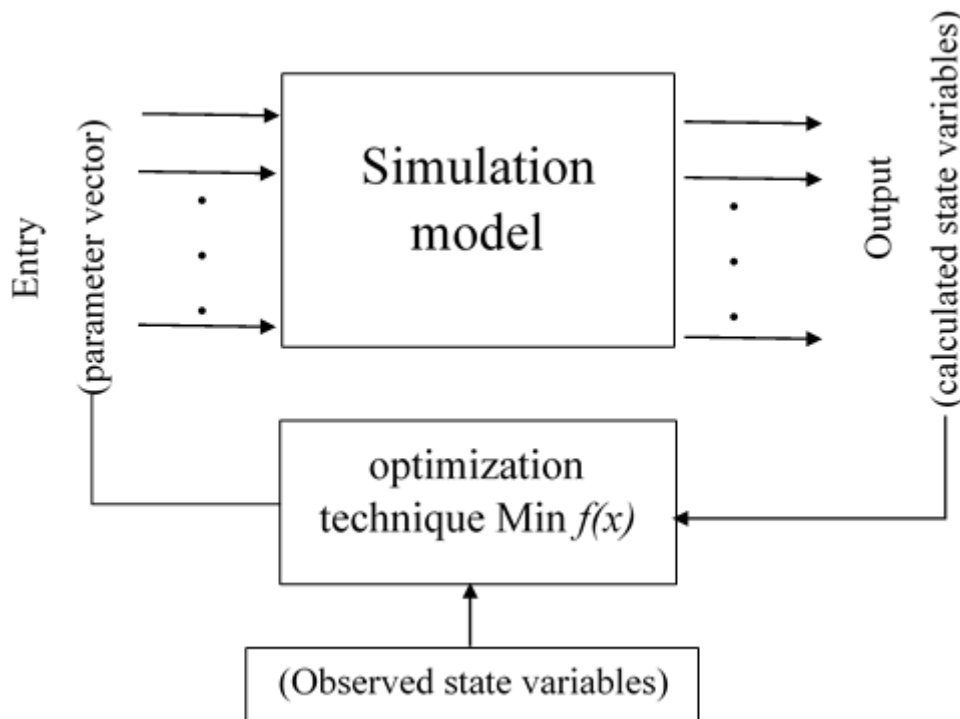 Entry
(parameter vector)
Simulation
model
Output
(calculated state variables)
optimization
technique Min f(x)
(Observed state variables)